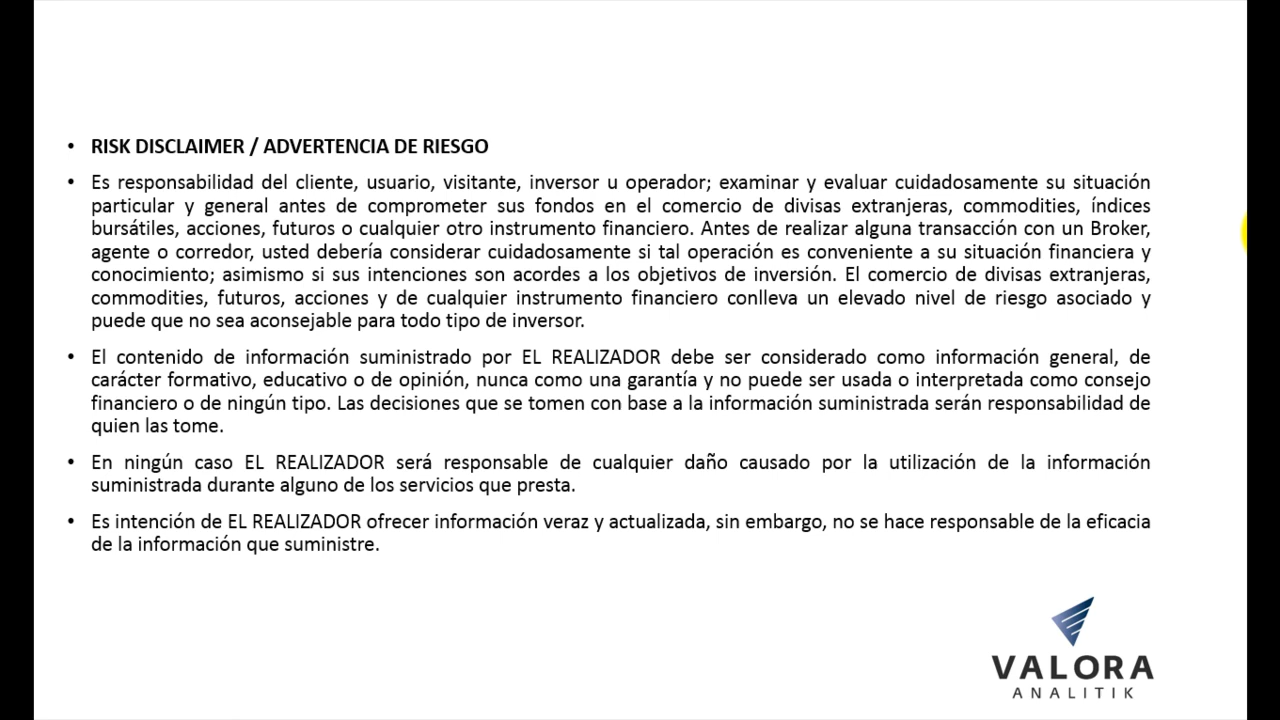 • RISK DISCLAIMER / ADVERTENCIA DE RIESGO
• Es responsabilidad del cliente, usuario, visitante, inversor u operador; examinar y evaluar cuidadosamente su situación
particular y general antes de comprometer sus fondos en el comercio de divisas extranjeras, commodities, índices
bursátiles, acciones, futuros o cualquier otro instrumento financiero. Antes de realizar alguna transacción con un Broker,
agente o corredor, usted debería considerar cuidadosamente si tal operación es conveniente a su situación financiera y
conocimiento; asimismo si sus intenciones son acordes a los objetivos de inversión. El comercio de divisas extranjeras,
commodities, futuros, acciones y de cualquier instrumento financiero conlleva un elevado nivel de riesgo asociado y
puede que no sea aconsejable para todo tipo de inversor.
• El contenido de información suministrado por EL REALIZADOR debe ser considerado como información general, de
carácter formativo, educativo o de opinión, nunca como una garantía y no puede ser usada o interpretada como consejo
financiero o de ningún tipo. Las decisiones que se tomen con base a la información suministrada serán responsabilidad de
quien las tome.
• En ningún caso EL REALIZADOR será responsable de cualquier daño causado por la utilización de la información
suministrada durante alguno de los servicios que presta.
• Es intención de EL REALIZADOR ofrecer información veraz y actualizada, sin embargo, no se hace responsable de la eficacia
de la información que suministre.
VALORA
ANALITIK